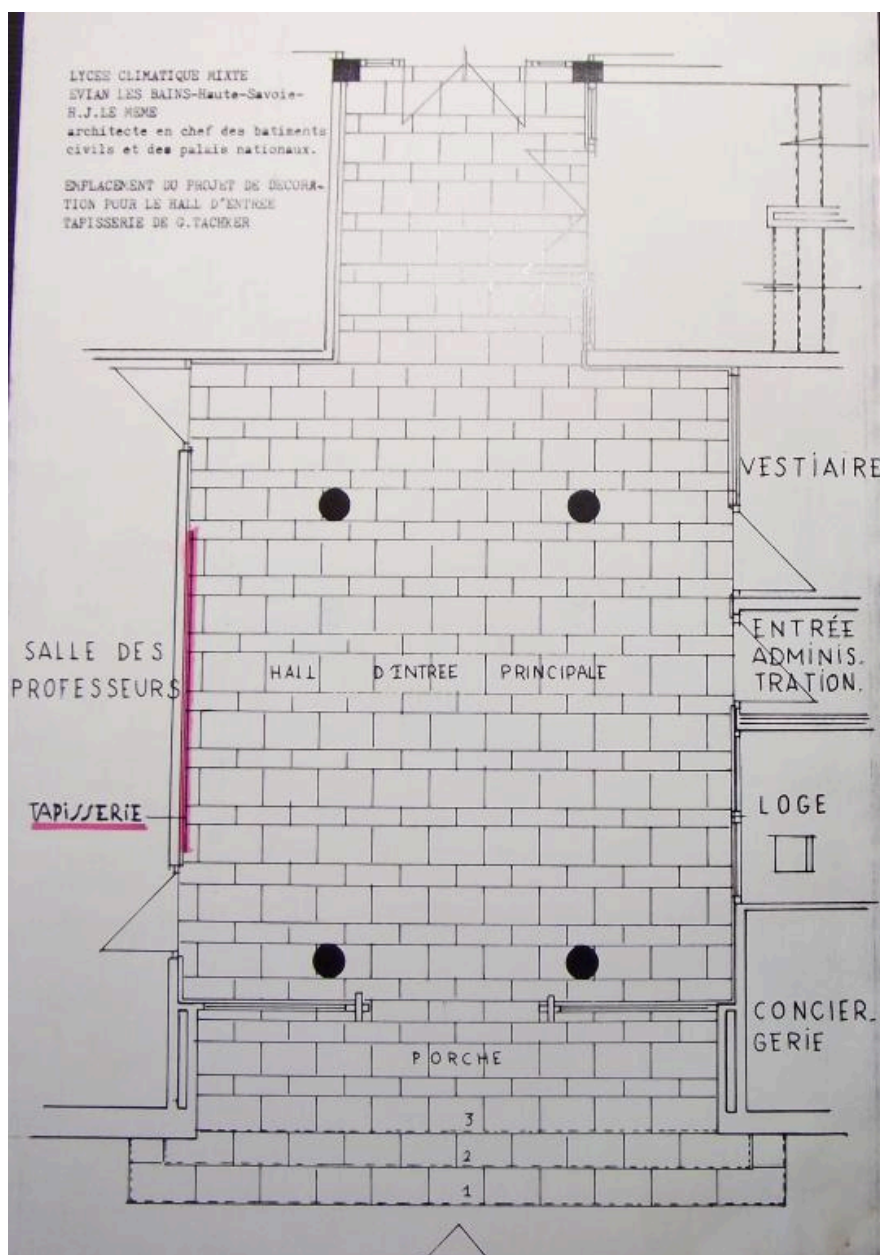 LYCEE CLIMATIQUE MIXTE
EVIAN LES BAINS-Haute-Savoie-
H.J.LE MEME
architecte en chef des batiments
civils et des palais nationaux.
EMPLACEMENT DU PROJET DE DECORA-
TION POUR LE HALL D'ENTREE
TAPISSERIE DE G.TACHKER
VESTIAIRE
ENTRÉE
ADMINIS-
TRATION.
SALLE DES
PROFESSEURS
HALL D'ENTREE PRINCIPALE
TAPISSERIE
LOGE
CONCIER-
GERIE
PORCHE
3
2
1